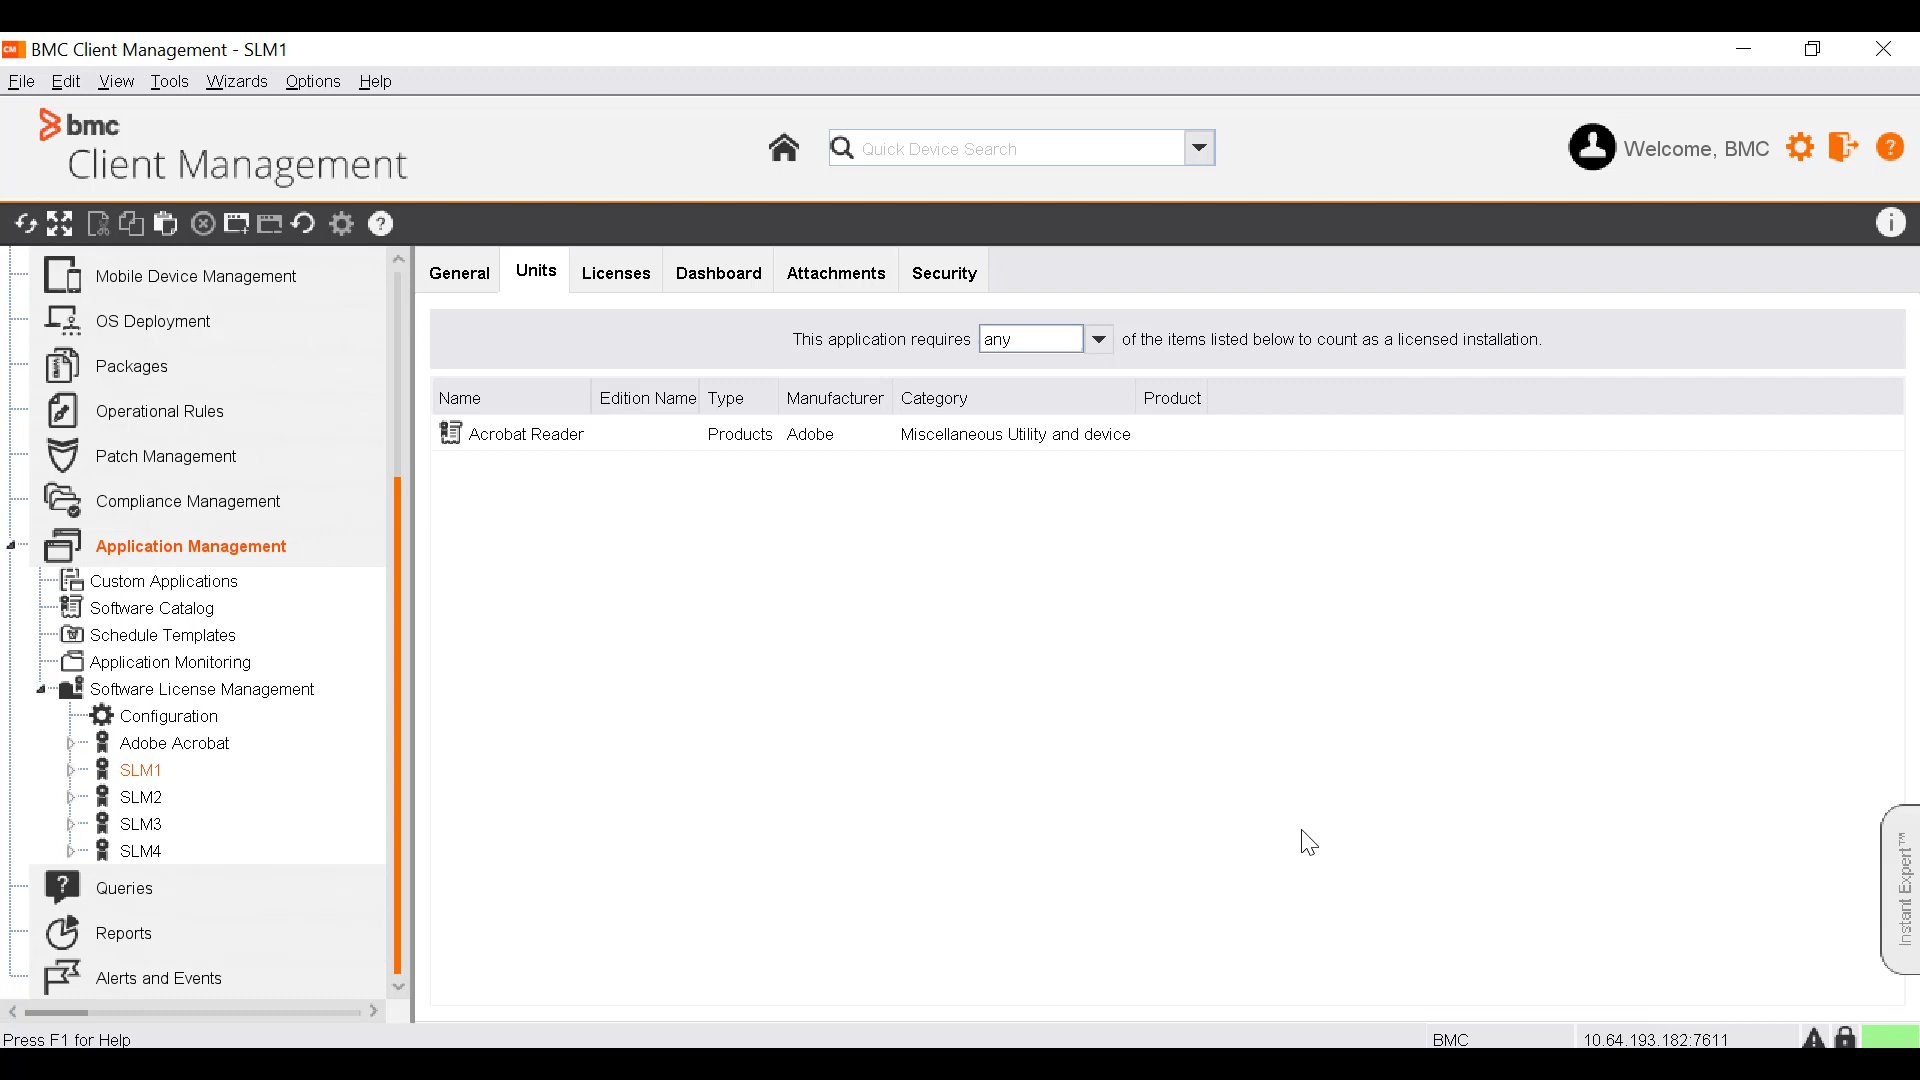 CM BMC Client Management - SLM1
File Edit View Tools Wizards Options Help
bmc
Client Management
Quick Device Search
Welcome, BMC
Mobile Device Management
OS Deployment
Packages
Operational Rules
Patch Management
Compliance Management
Application Management
Custom Applications
Software Catalog
Schedule Templates
Application Monitoring
Software License Management
Configuration
Adobe Acrobat
SLM1
SLM2
SLM3
SLM4
Queries
Reports
Alerts and Events
General Units Licenses Dashboard Attachments Security
This application requires any of the items listed below to count as a licensed installation.
Name Edition Name Type Manufacturer Category Product
Acrobat Reader Products Adobe Miscellaneous Utility and device
Instant Expert™
Press F1 for Help BMC 10.64.193.182:7611